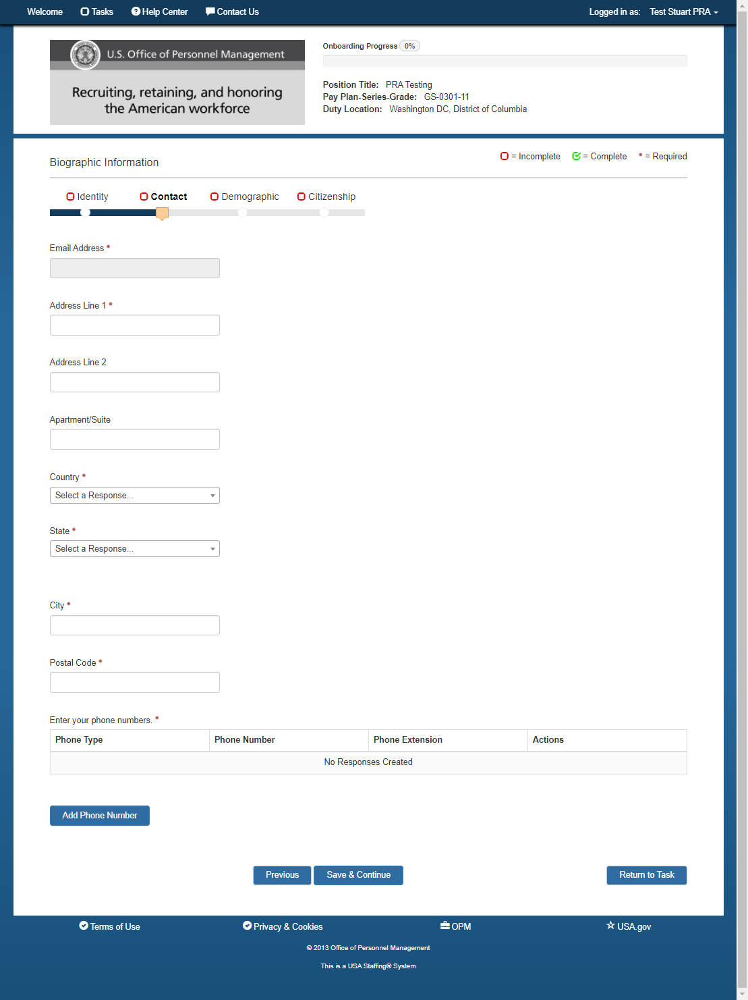 Welcome Tasks Help Center Contact Us Logged in as: Test Stuart PRA
U.S. Office of Personnel Management
Recruiting, retaining, and honoring
the American workforce
Onboarding Progress 0%
Position Title: PRA Testing
Pay Plan-Series-Grade: GS-0301-11
Duty Location: Washington DC, District of Columbia
Biographic Information
= Incomplete = Complete * = Required
Identity Contact Demographic Citizenship
Email Address *
Address Line 1 *
Address Line 2
Apartment/Suite
Country *
Select a Response...
State *
Select a Response...
City *
Postal Code *
Enter your phone numbers. *
Phone Type Phone Number Phone Extension Actions
No Responses Created
Add Phone Number
Previous Save & Continue Return to Task
Terms of Use Privacy & Cookies OPM USA.gov
© 2013 Office of Personnel Management
This is a USA Staffing® System